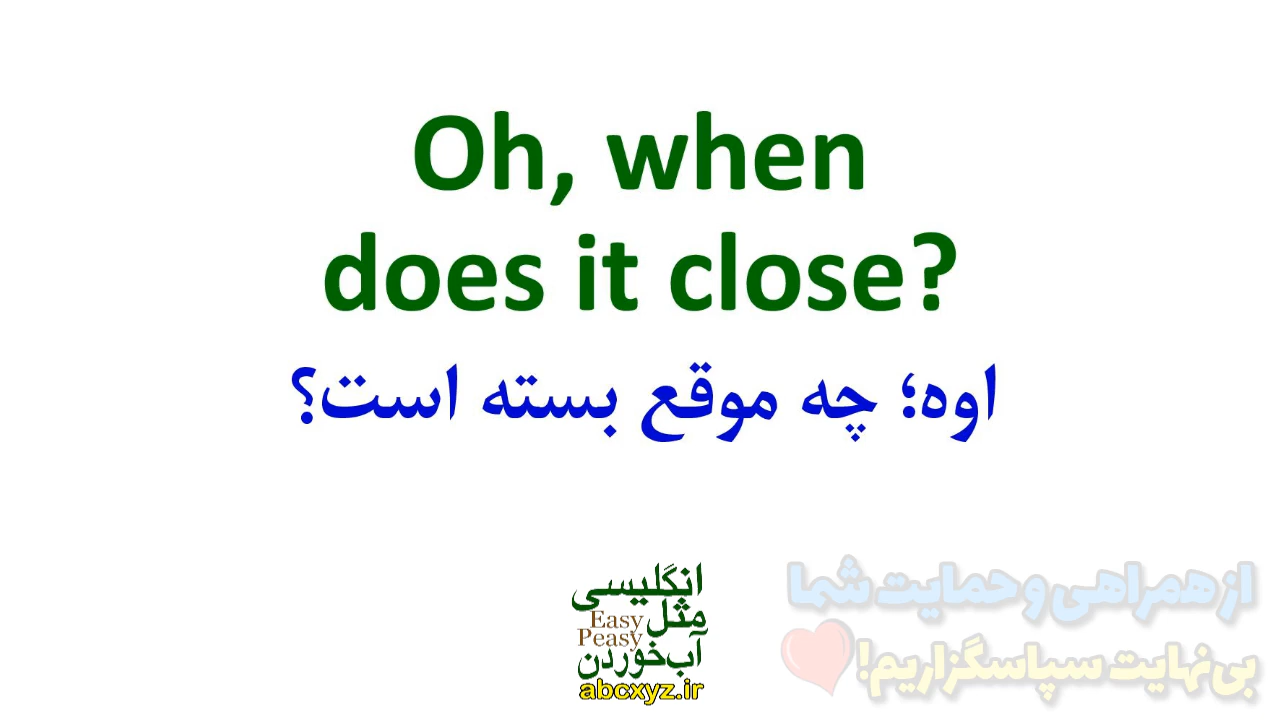 Oh, when
does it close?
اوه؛ چه موقع بسته است؟
انگلیسی
مثل
Easy
Peasy
آب‌خوردن
abcxyz.ir
از همراهی و حمایت شما
بی‌نهایت سپاسگزاریم!